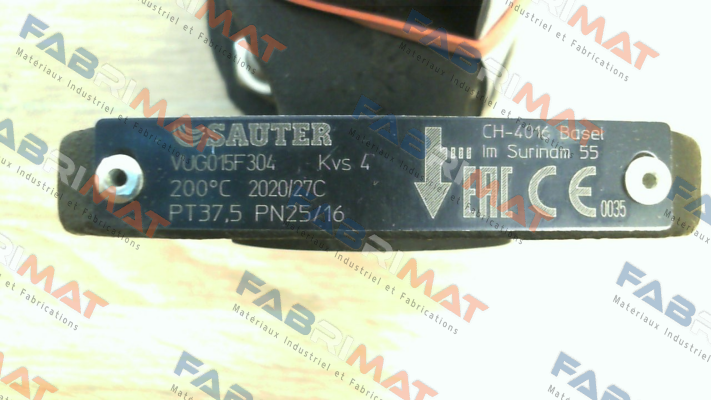 SAUTER
VUG015F304 Kvs 4
200°C 2020/27C
PT37,5 PN25/16
CH-4016 Basel
Im Surinam 55
EAC CE 0035
FABRIMAT
Matériaux Industriel et Fabrications